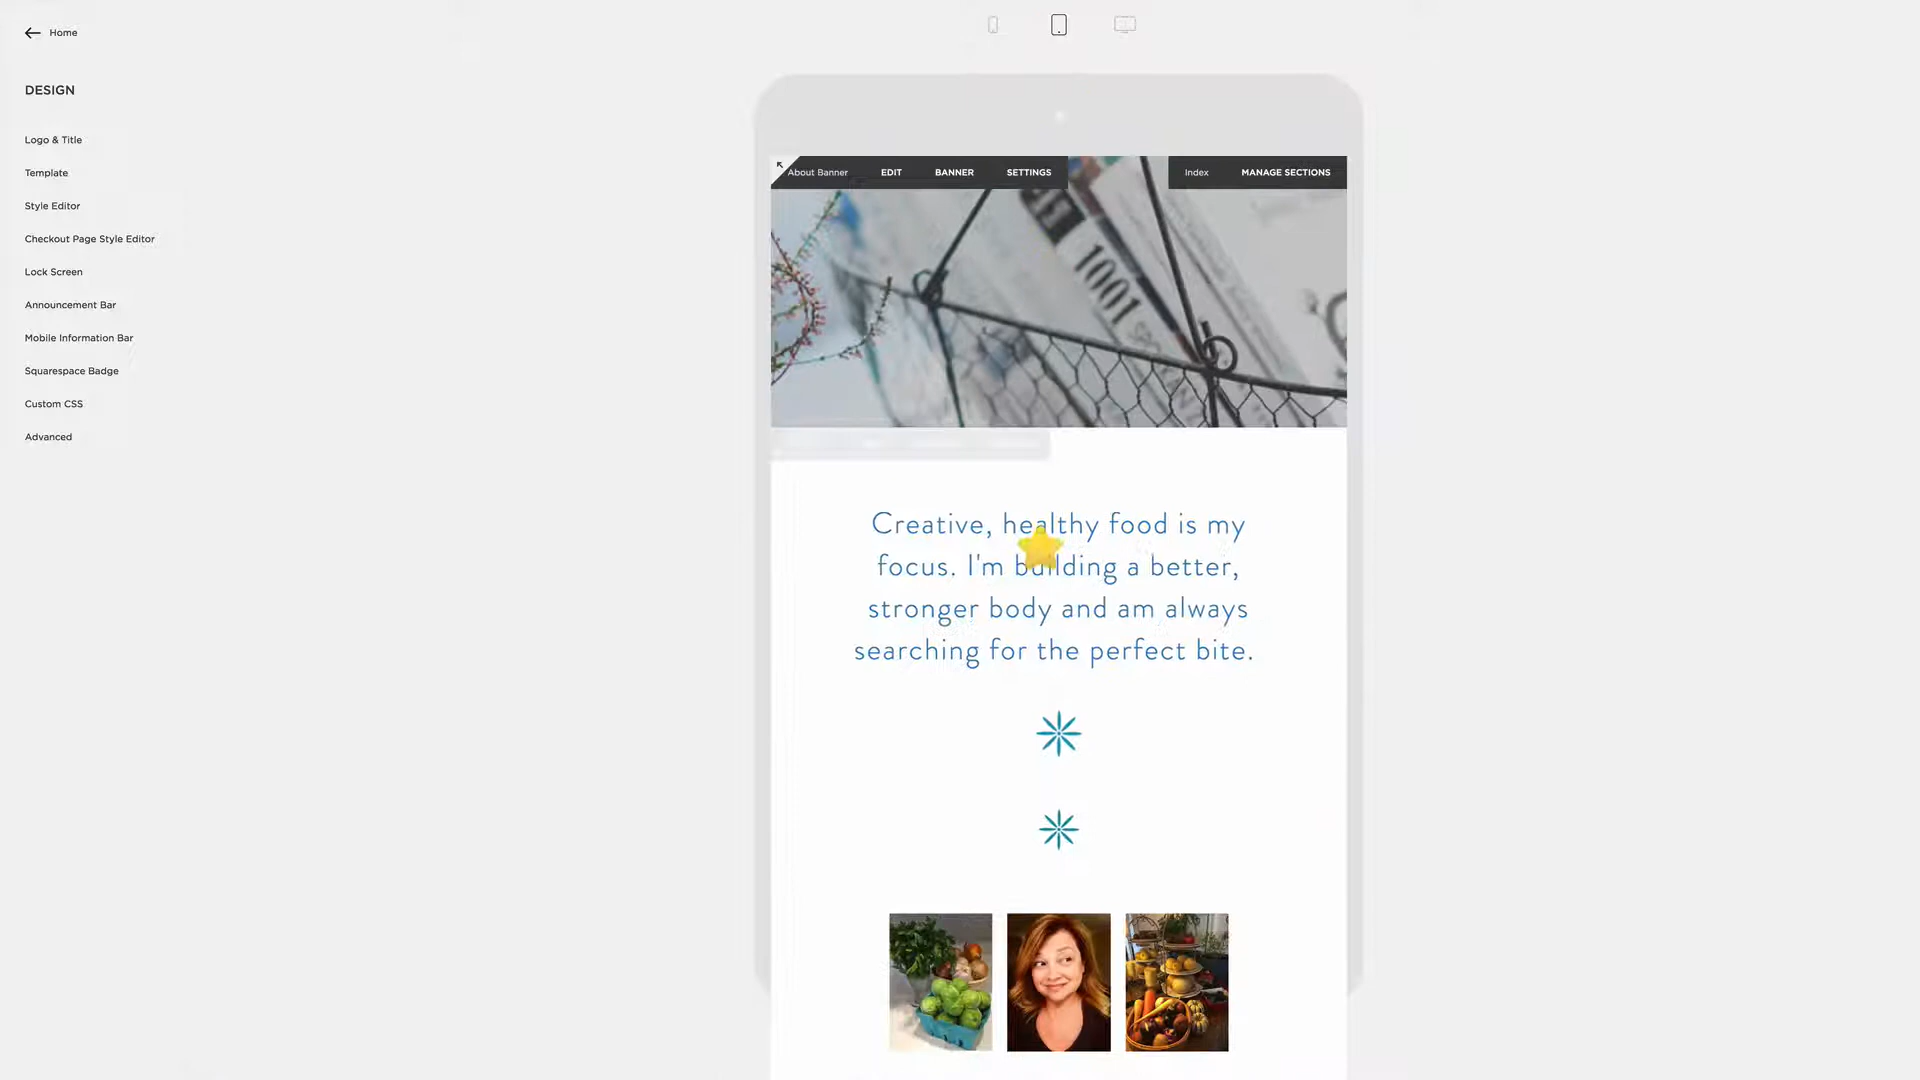 Home
DESIGN
Logo & Title
Template
Style Editor
Checkout Page Style Editor
Lock Screen
Announcement Bar
Mobile Information Bar
Squarespace Badge
Custom CSS
Advanced
About Banner EDIT BANNER SETTINGS
Index MANAGE SECTIONS
1001
Creative, healthy food is my
focus. I'm building a better,
stronger body and am always
searching for the perfect bite.